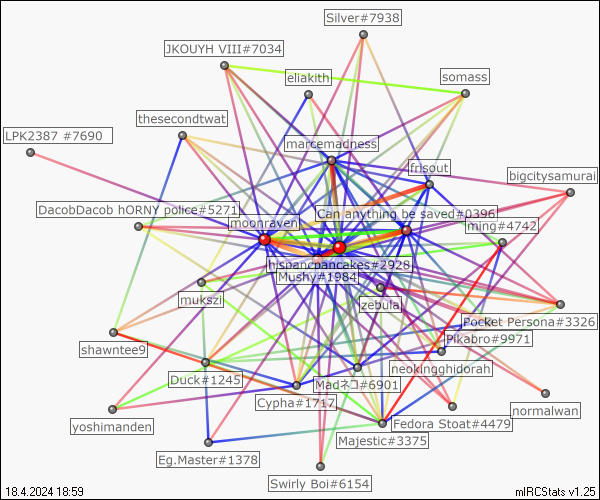 Silver#7938
JKOUYH VIII#7034
eliakith
somass
thesecondtwat
LPK2387 #7690
marcemadness
frisout
bigcitysamurai
DacobDacob hORNY police#5271
moonraven
Can anything be saved#0396
ming#4742
hispancpancakes#2928
Mushy#1984
mukszi
zebula
Pocket Persona#3326
shawntee9
Pikabro#9971
neokingghidorah
Duck#1245
Madネコ#6901
Cypha#1717
normalwan
yoshimanden
Fedora Stoat#4479
Majestic#3375
Eg.Master#1378
Swirly Boi#6154
18.4.2024 18:59
mIRCStats v1.25